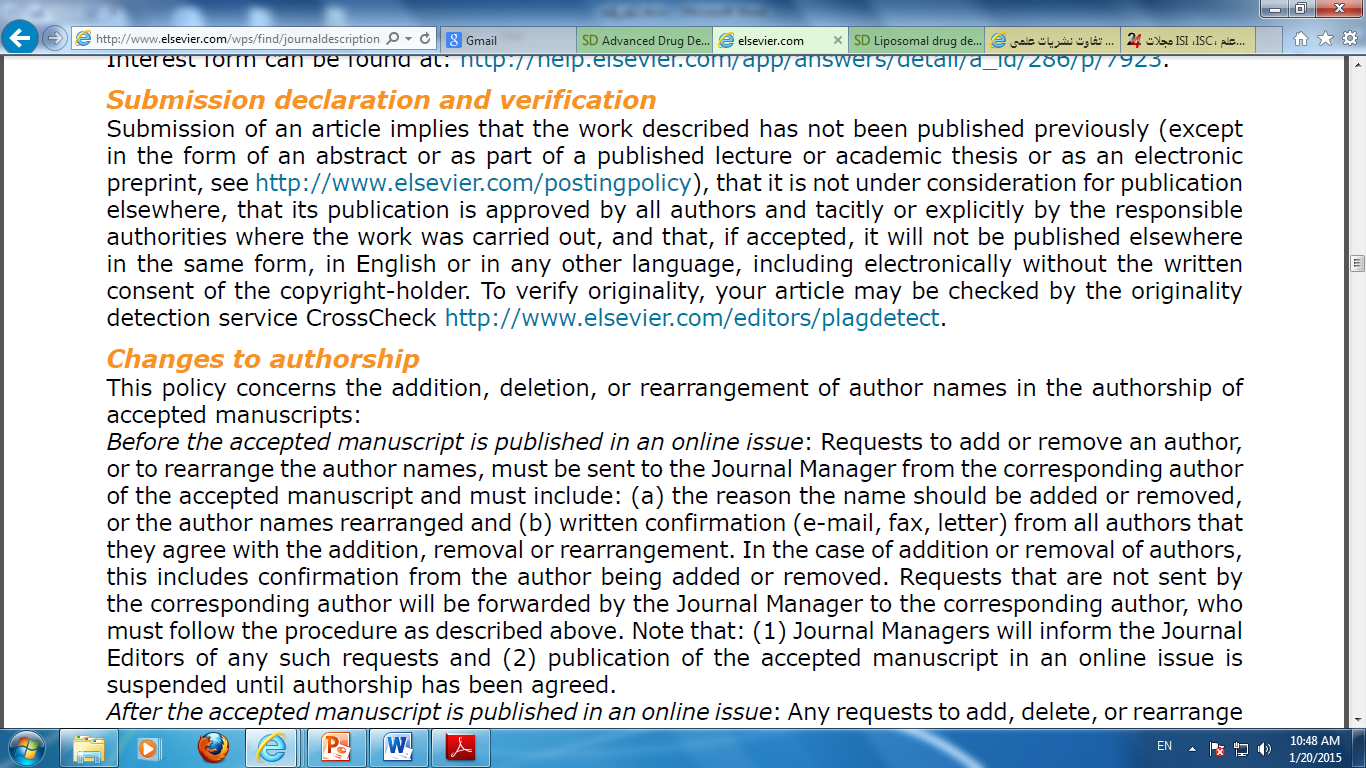 http://www.elsevier.com/wps/find/journaldescription
Gmail
SD Advanced Drug De...
elsevier.com
SD Liposomal drug de...
تفاوت نشریات علمی ...
مجلات ISI ،ISC، علم...
Interest form can be found at: http://help.elsevier.com/app/answers/detail/a_id/286/p/7923.
Submission declaration and verification
Submission of an article implies that the work described has not been published previously (except
in the form of an abstract or as part of a published lecture or academic thesis or as an electronic
preprint, see http://www.elsevier.com/postingpolicy), that it is not under consideration for publication
elsewhere, that its publication is approved by all authors and tacitly or explicitly by the responsible
authorities where the work was carried out, and that, if accepted, it will not be published elsewhere
in the same form, in English or in any other language, including electronically without the written
consent of the copyright-holder. To verify originality, your article may be checked by the originality
detection service CrossCheck http://www.elsevier.com/editors/plagdetect.
Changes to authorship
This policy concerns the addition, deletion, or rearrangement of author names in the authorship of
accepted manuscripts:
Before the accepted manuscript is published in an online issue: Requests to add or remove an author,
or to rearrange the author names, must be sent to the Journal Manager from the corresponding author
of the accepted manuscript and must include: (a) the reason the name should be added or removed,
or the author names rearranged and (b) written confirmation (e-mail, fax, letter) from all authors that
they agree with the addition, removal or rearrangement. In the case of addition or removal of authors,
this includes confirmation from the author being added or removed. Requests that are not sent by
the corresponding author will be forwarded by the Journal Manager to the corresponding author, who
must follow the procedure as described above. Note that: (1) Journal Managers will inform the Journal
Editors of any such requests and (2) publication of the accepted manuscript in an online issue is
suspended until authorship has been agreed.
After the accepted manuscript is published in an online issue: Any requests to add, delete, or rearrange
EN
10:48 AM
1/20/2015